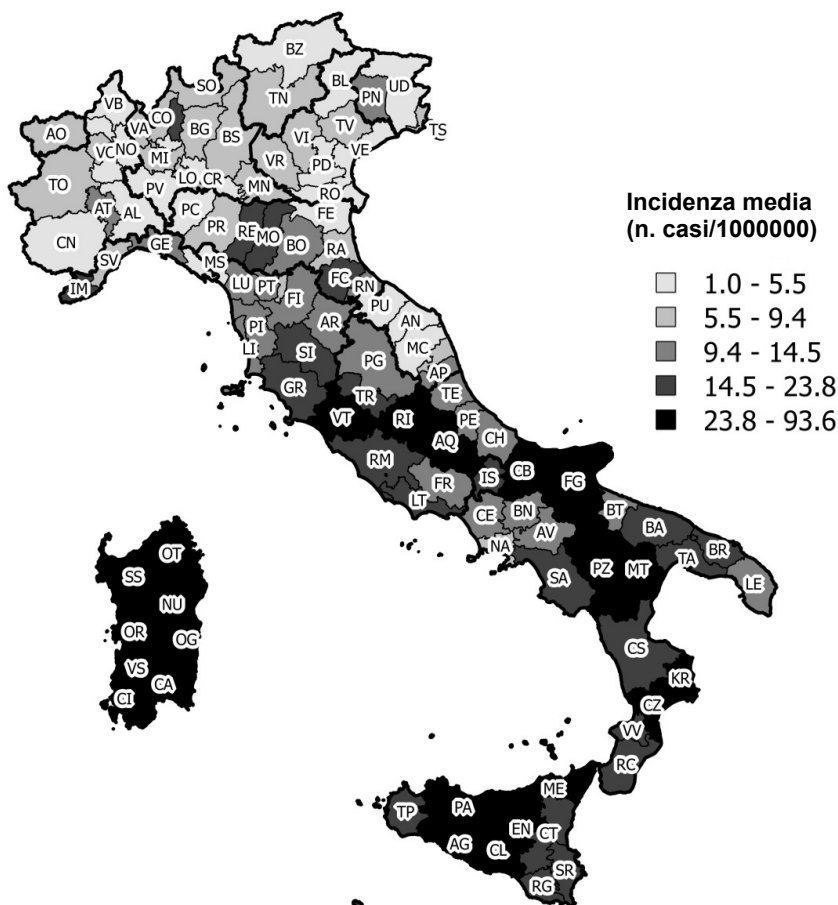 BZ
SO
BL
UD
TN
PN
VB
CO
AO
VA
BG
BS
TV
TS
VC
NO
MI
VI
VE
VR
PD
TO
LO
CR
MN
RO
PV
AT
AL
PC
FE
PR
RE
MO
BO
RA
CN
GE
SV
MS
FC
RN
IM
LU
PT
FI
PU
PI
AR
AN
LI
SI
MC
PG
AP
GR
TR
TE
VT
RI
PE
AQ
CH
RM
IS
CB
FG
FR
LT
CE
BN
BT
BA
NA
AV
BR
SA
PZ
MT
TA
LE
OT
SS
NU
OR
OG
VS
CA
CI
CS
KR
CZ
VV
RC
ME
TP
PA
EN
CT
AG
CL
SR
RG
Incidenza media
(n. casi/1000000)
1.0 - 5.5
5.5 - 9.4
9.4 - 14.5
14.5 - 23.8
23.8 - 93.6